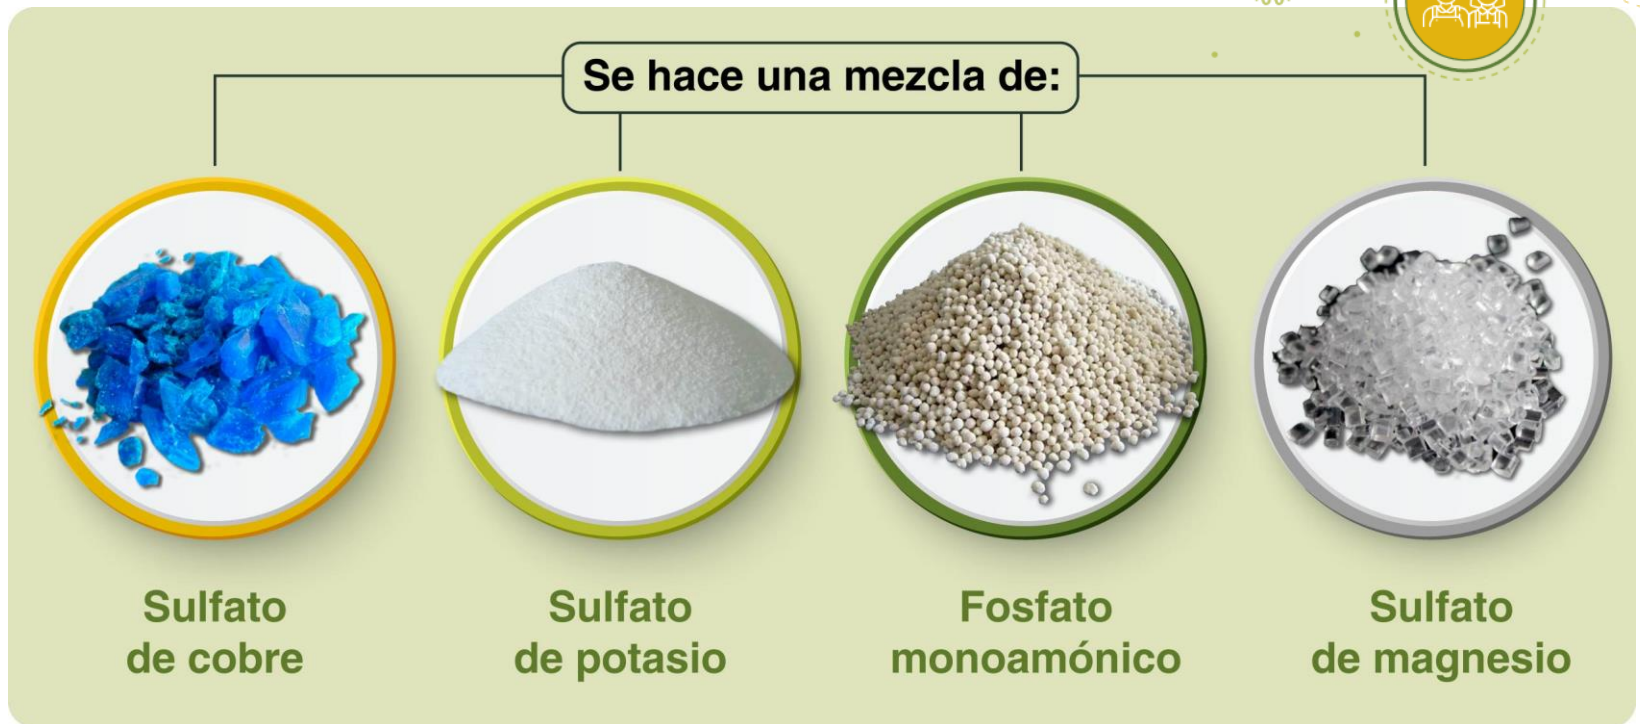 Se hace una mezcla de:
Sulfato
de cobre
Sulfato
de potasio
Fosfato
monoamónico
Sulfato
de magnesio